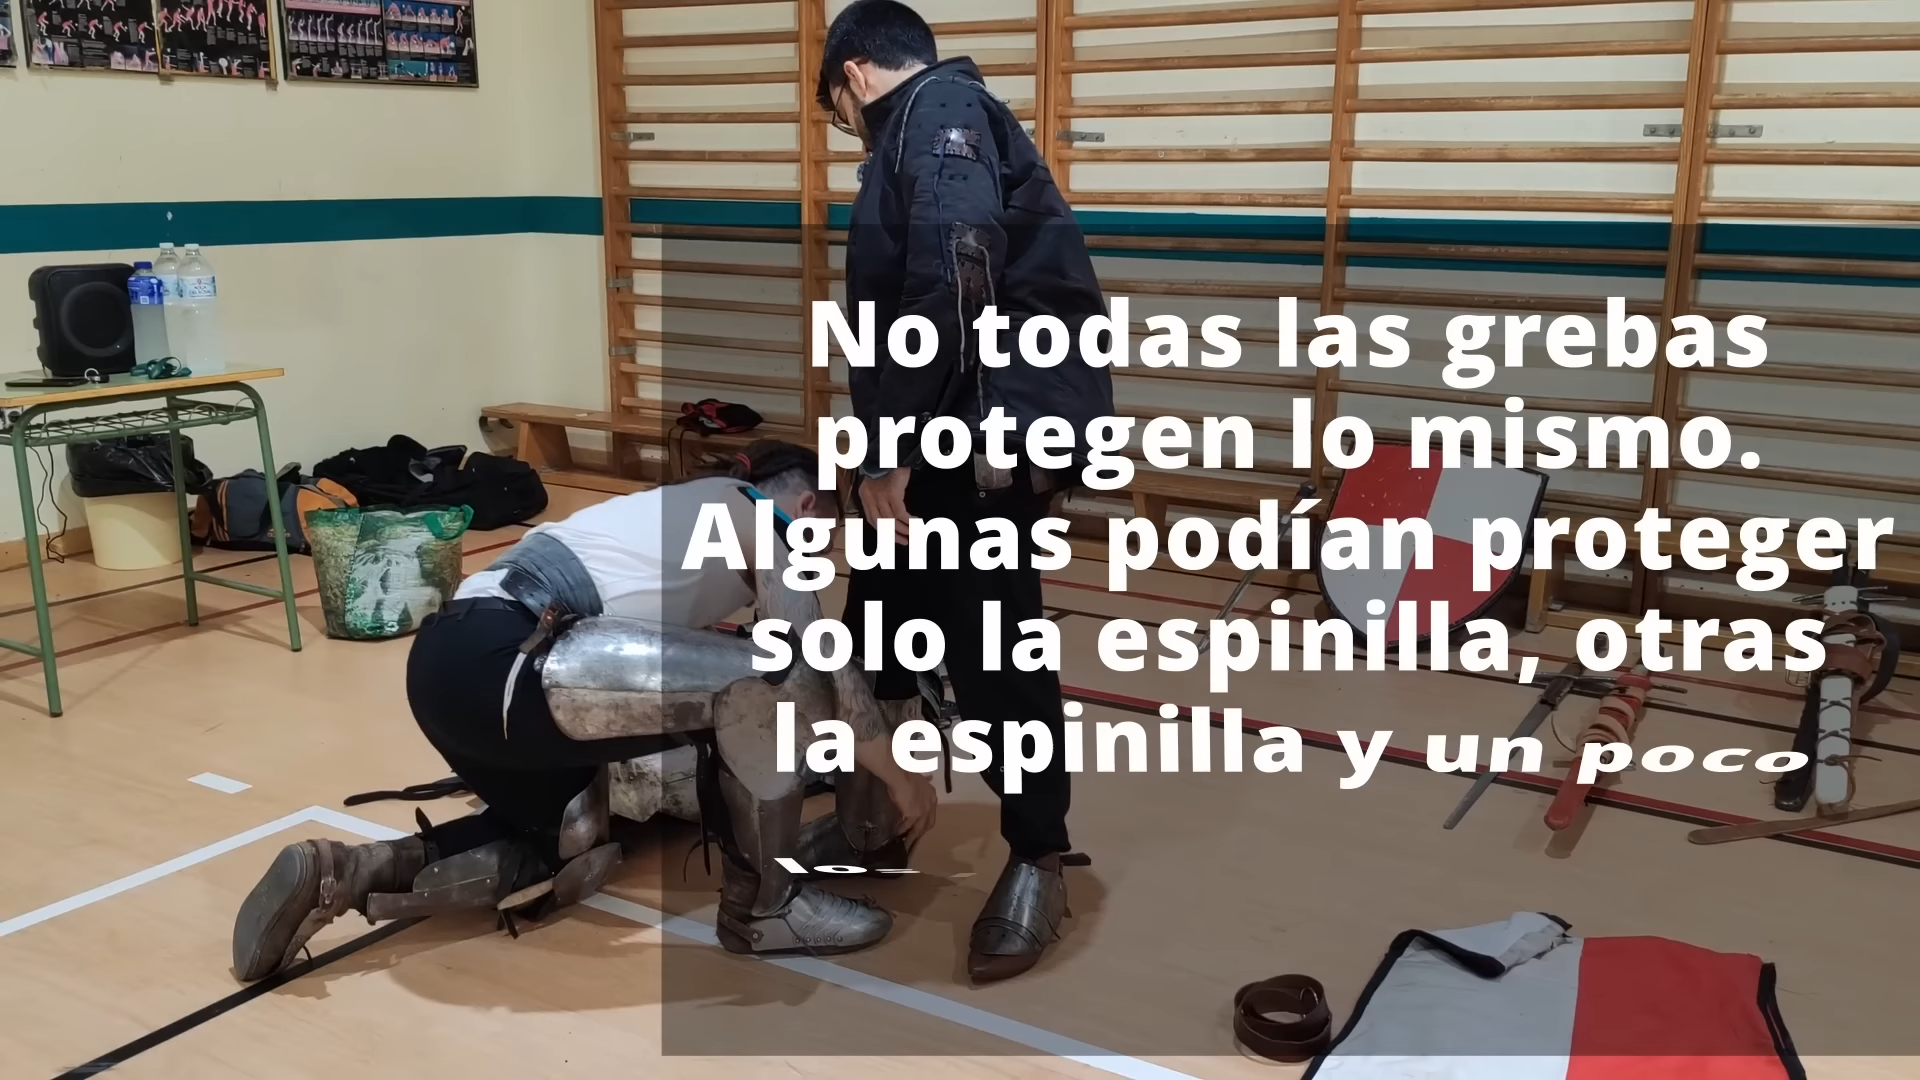 No todas las grebas
protegen lo mismo.
Algunas podían proteger
solo la espinilla, otras
la espinilla y un poco